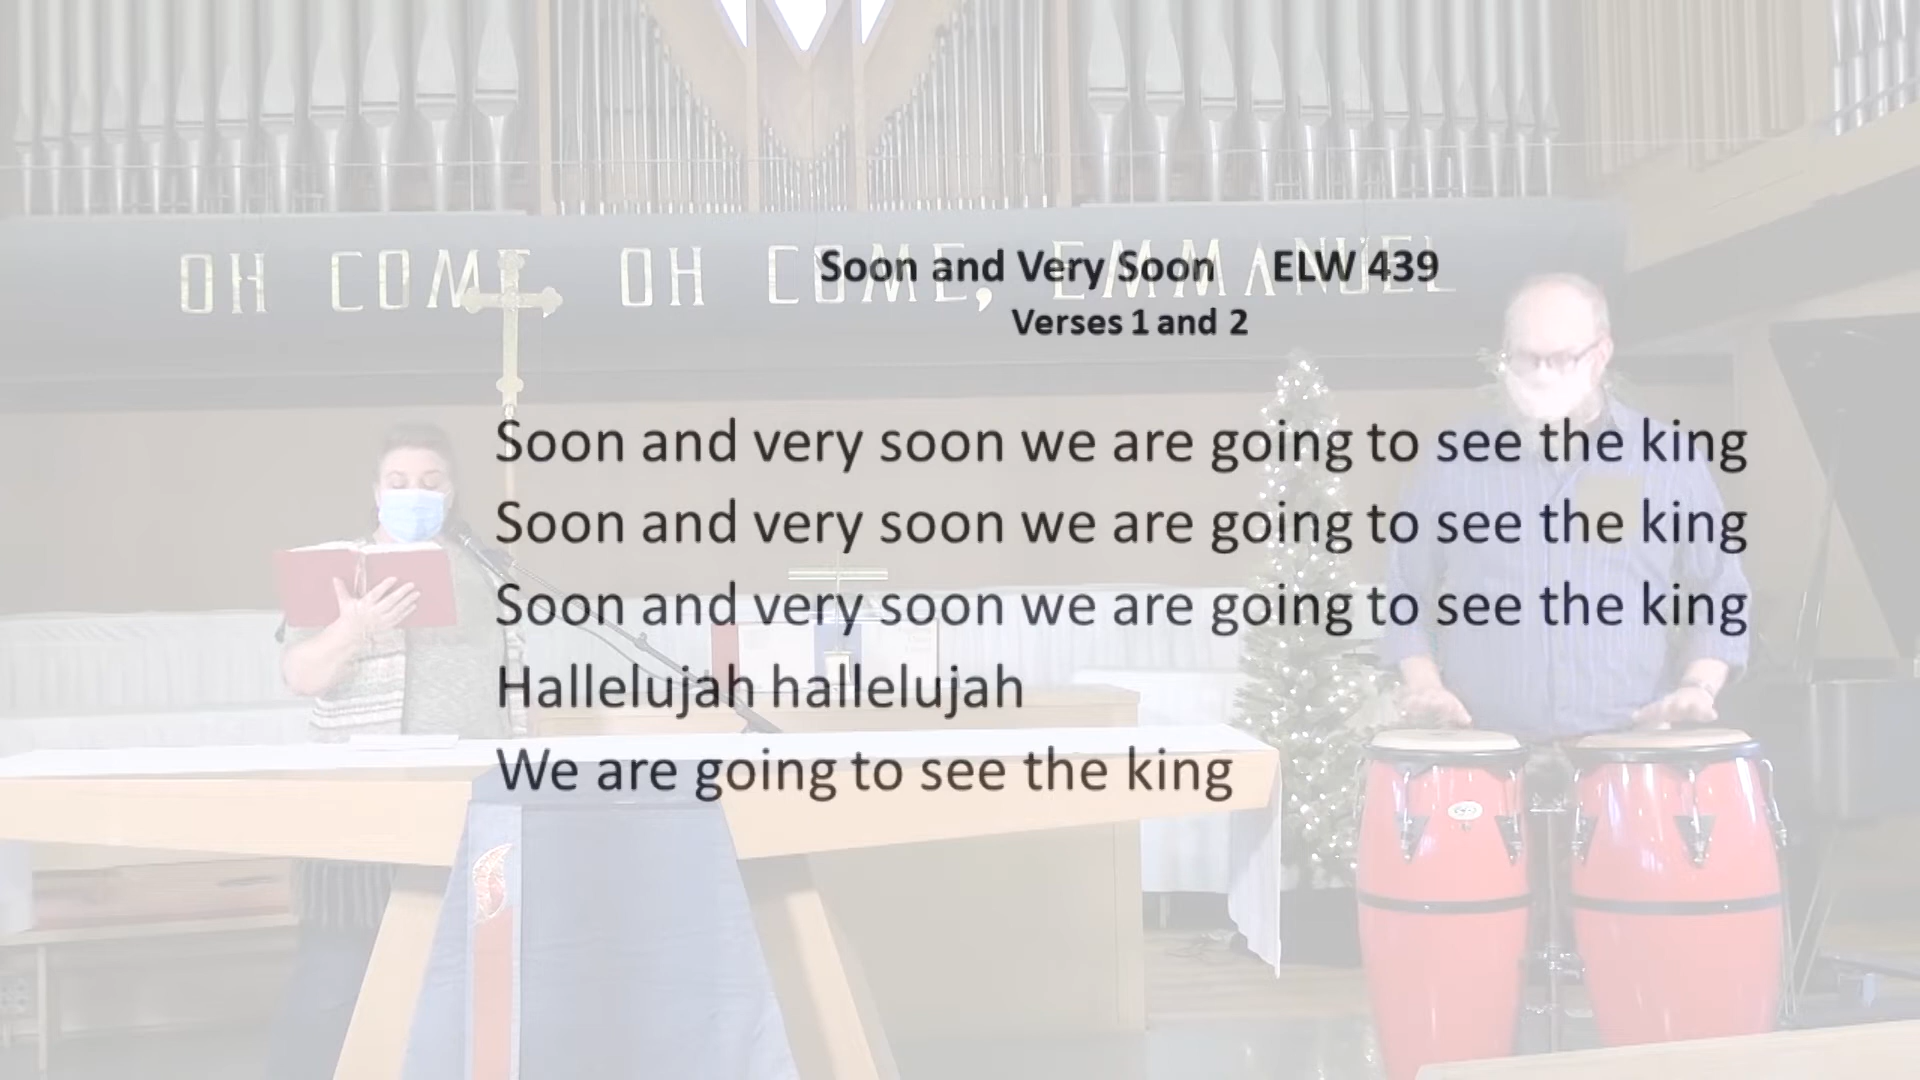 OH COME, OH COME, EMMANUEL
Soon and Very Soon ELW 439
Verses 1 and 2
Soon and very soon we are going to see the king
Soon and very soon we are going to see the king
Soon and very soon we are going to see the king
Hallelujah hallelujah
We are going to see the king